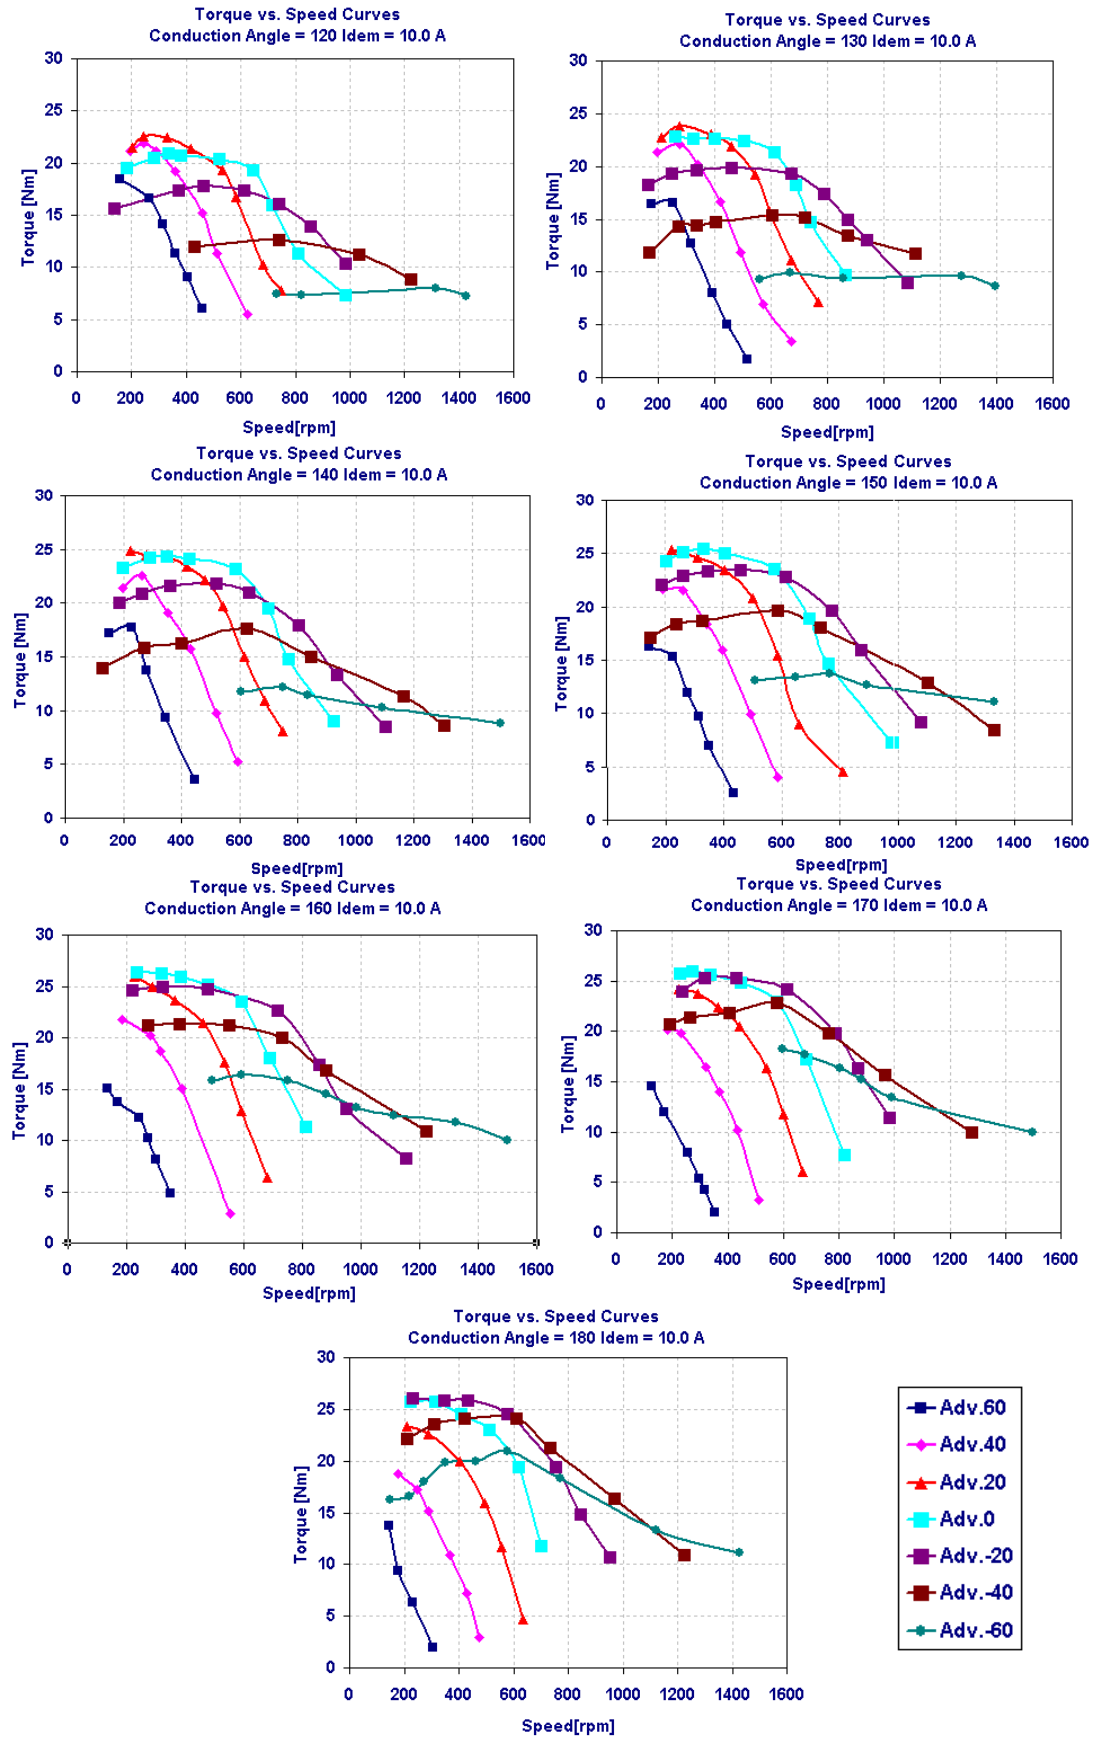 Torque vs. Speed Curves
Conduction Angle = 120 Idem = 10.0 A
30
25
20
15
10
5
0
Torque [Nm]
0 200 400 600 800 1000 1200 1400 1600
Speed[rpm]
Torque vs. Speed Curves
Conduction Angle = 130 Idem = 10.0 A
30
25
20
15
10
5
0
Torque [Nm]
0 200 400 600 800 1000 1200 1400 1600
Speed[rpm]
Torque vs. Speed Curves
Conduction Angle = 140 Idem = 10.0 A
30
25
20
15
10
5
0
Torque [Nm]
0 200 400 600 800 1000 1200 1400 1600
Speed[rpm]
Torque vs. Speed Curves
Conduction Angle = 150 Idem = 10.0 A
30
25
20
15
10
5
0
Torque [Nm]
0 200 400 600 800 1000 1200 1400 1600
Speed[rpm]
Torque vs. Speed Curves
Conduction Angle = 160 Idem = 10.0 A
30
25
20
15
10
5
0
Torque [Nm]
0 200 400 600 800 1000 1200 1400 1600
Speed[rpm]
Torque vs. Speed Curves
Conduction Angle = 170 Idem = 10.0 A
30
25
20
15
10
5
0
Torque [Nm]
0 200 400 600 800 1000 1200 1400 1600
Speed[rpm]
Torque vs. Speed Curves
Conduction Angle = 180 Idem = 10.0 A
30
25
20
15
10
5
0
Torque [Nm]
0 200 400 600 800 1000 1200 1400 1600
Speed[rpm]
Adv.60
Adv.40
Adv.20
Adv.0
Adv.-20
Adv.-40
Adv.-60